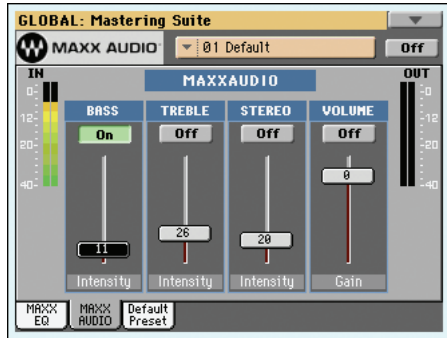 GLOBAL: Mastering Suite
MAXX AUDIO
01 Default
Off
IN
MAXXAUDIO
OUT
0-
12-
20-
40-
BASS
TREBLE
STEREO
VOLUME
On
Off
Off
Off
-0
-12
-20
-40
11
26
20
0
Intensity
Intensity
Intensity
Gain
MAXX
EQ
MAXX
AUDIO
Default
Preset